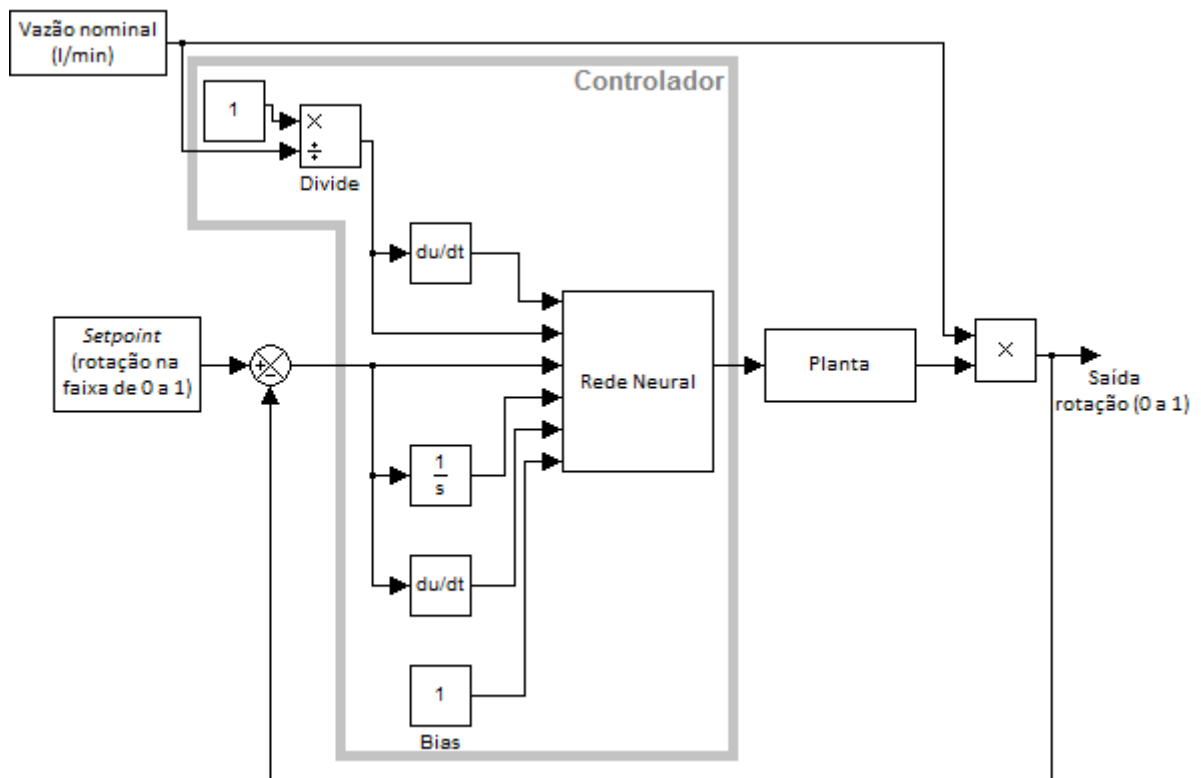 Vazão nominal
(l/min)
Controlador
1
×
÷
Divide
du/dt
Setpoint
(rotação na
faixa de 0 a 1)
+
-
Rede Neural
Planta
×
Saída
rotação (0 a 1)
1
s
du/dt
1
Bias